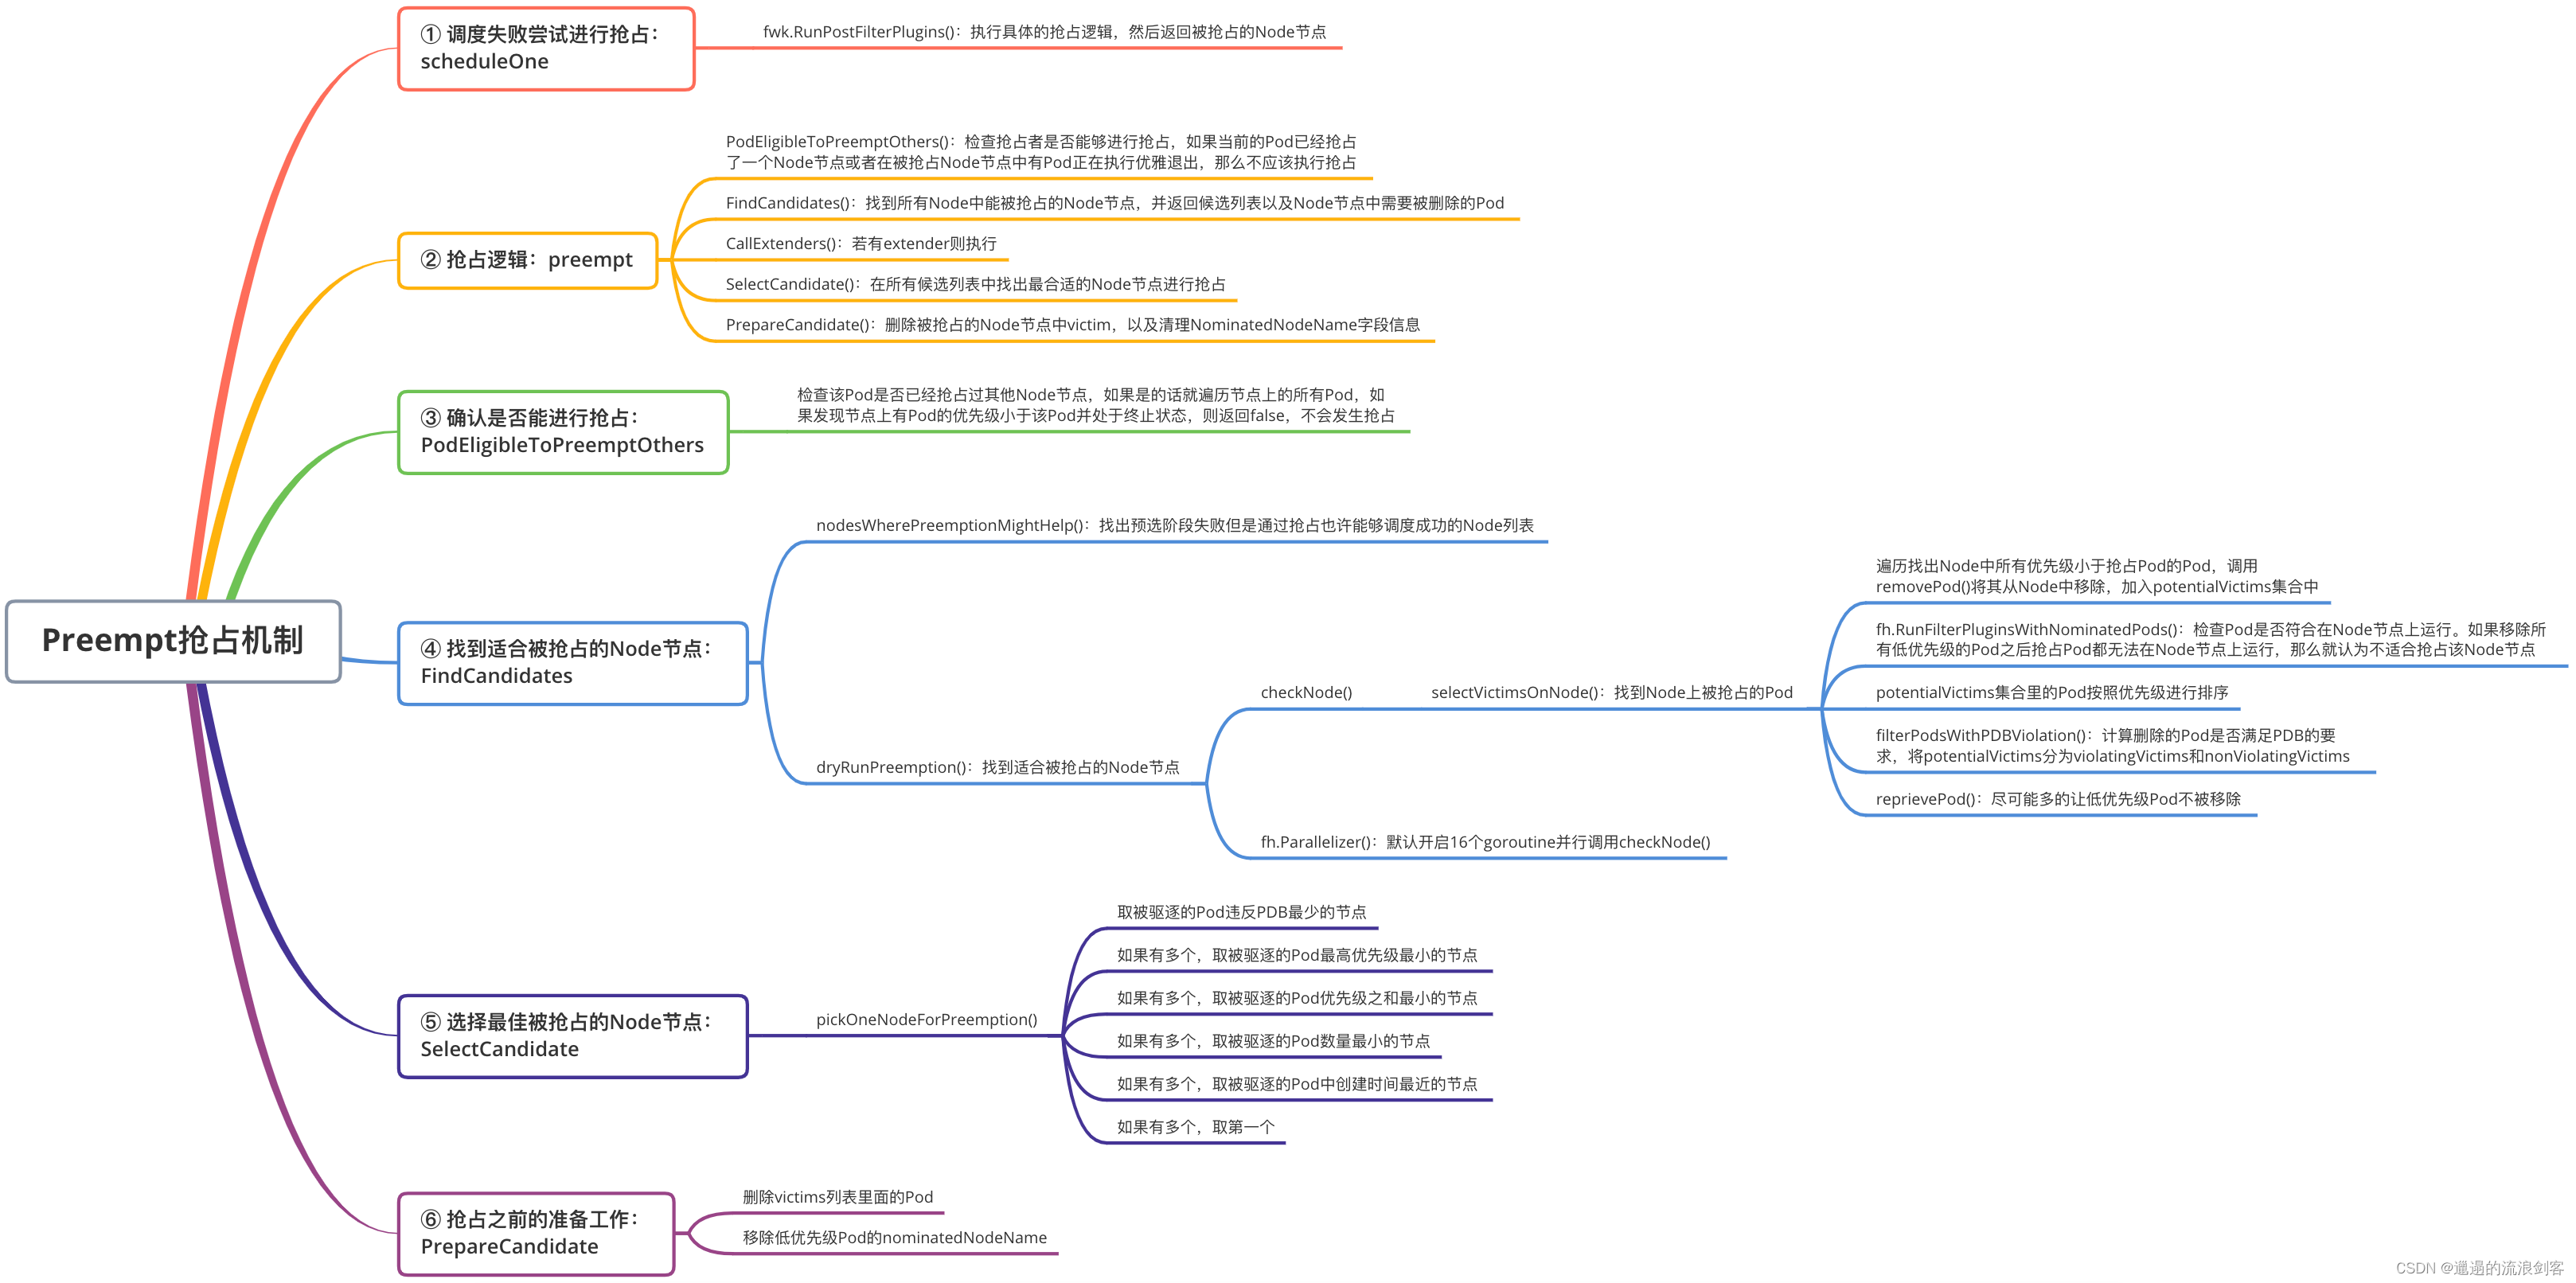 Preempt抢占机制
① 调度失败尝试进行抢占：
scheduleOne
fwk.RunPostFilterPlugins()：执行具体的抢占逻辑，然后返回被抢占的Node节点
② 抢占逻辑：preempt
PodEligibleToPreemptOthers()：检查抢占者是否能够进行抢占，如果当前的Pod已经抢占
了一个Node节点或者在被抢占Node节点中有Pod正在执行优雅退出，那么不应该执行抢占
FindCandidates()：找到所有Node中能被抢占的Node节点，并返回候选列表以及Node节点中需要被删除的Pod
CallExtenders()：若有extender则执行
SelectCandidate()：在所有候选列表中找出最合适的Node节点进行抢占
PrepareCandidate()：删除被抢占的Node节点中victim，以及清理NominatedNodeName字段信息
③ 确认是否能进行抢占：
PodEligibleToPreemptOthers
检查该Pod是否已经抢占过其他Node节点，如果是的话就遍历节点上的所有Pod，如
果发现节点上有Pod的优先级小于该Pod并处于终止状态，则返回false，不会发生抢占
④ 找到适合被抢占的Node节点：
FindCandidates
nodesWherePreemptionMightHelp()：找出预选阶段失败但是通过抢占也许能够调度成功的Node列表
dryRunPreemption()：找到适合被抢占的Node节点
checkNode()
selectVictimsOnNode()：找到Node上被抢占的Pod
遍历找出Node中所有优先级小于抢占Pod的Pod，调用
removePod()将其从Node中移除，加入potentialVictims集合中
fh.RunFilterPluginsWithNominatedPods()：检查Pod是否符合在Node节点上运行。如果移除所
有低优先级的Pod之后抢占Pod都无法在Node节点上运行，那么就认为不适合抢占该Node节点
potentialVictims集合里的Pod按照优先级进行排序
filterPodsWithPDBViolation()：计算删除的Pod是否满足PDB的要
求，将potentialVictims分为violatingVictims和nonViolatingVictims
reprievePod()：尽可能多的让低优先级Pod不被移除
fh.Parallelizer()：默认开启16个goroutine并行调用checkNode()
⑤ 选择最佳被抢占的Node节点：
SelectCandidate
pickOneNodeForPreemption()
取被驱逐的Pod违反PDB最少的节点
如果有多个，取被驱逐的Pod最高优先级最小的节点
如果有多个，取被驱逐的Pod优先级之和最小的节点
如果有多个，取被驱逐的Pod数量最小的节点
如果有多个，取被驱逐的Pod中创建时间最近的节点
如果有多个，取第一个
⑥ 抢占之前的准备工作：
PrepareCandidate
删除victims列表里面的Pod
移除低优先级Pod的nominatedNodeName
CSDN @邋遢的流浪剑客